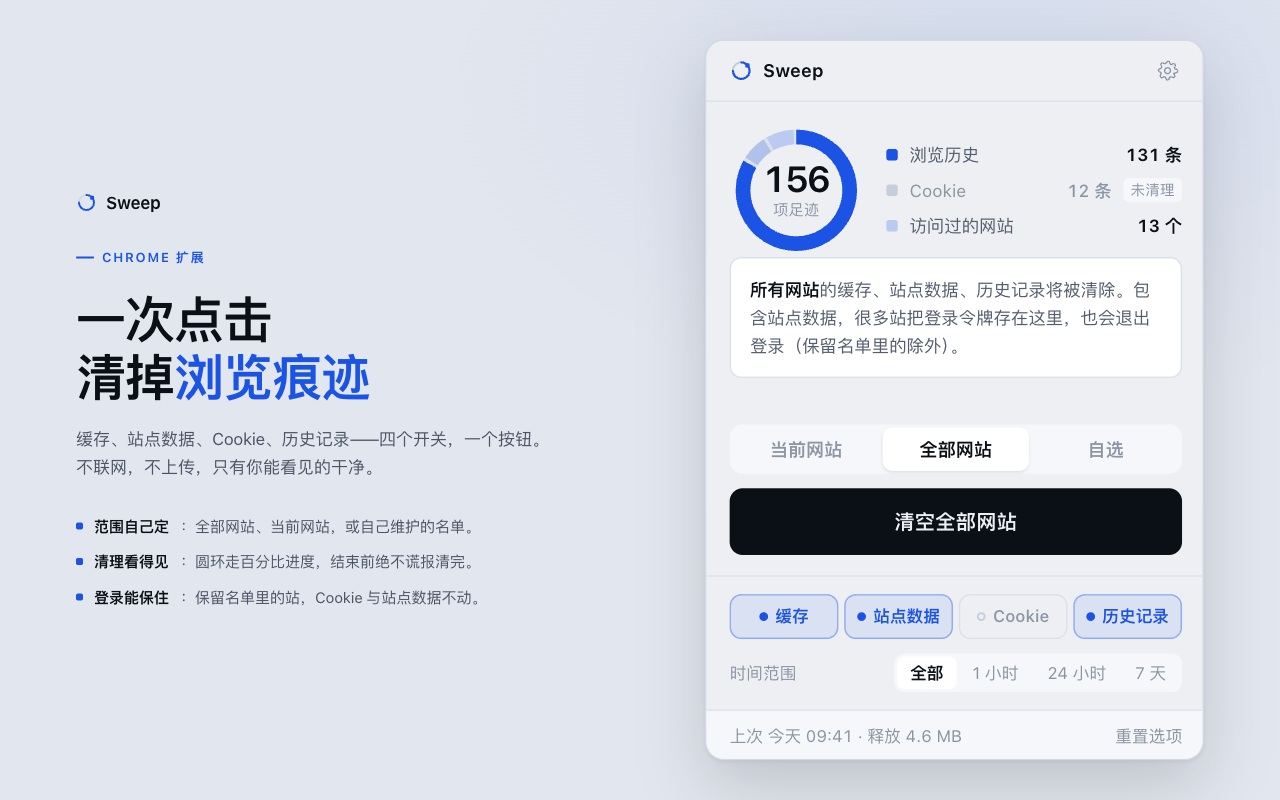 Sweep
CHROME 扩展
一次点击
清掉浏览痕迹
缓存、站点数据、Cookie、历史记录——四个开关，一个按钮。
不联网，不上传，只有你能看见的干净。
范围自己定 ： 全部网站、当前网站，或自己维护的名单。
清理看得见 ： 圆环走百分比进度，结束前绝不谎报清完。
登录能保住 ： 保留名单里的站，Cookie 与站点数据不动。
Sweep
156
项足迹
浏览历史 131 条
Cookie 12 条 未清理
访问过的网站 13 个
所有网站的缓存、站点数据、历史记录将被清除。包
含站点数据，很多站把登录令牌存在这里，也会退出
登录（保留名单里的除外）。
当前网站 全部网站 自选
清空全部网站
缓存 站点数据 Cookie 历史记录
时间范围 全部 1 小时 24 小时 7 天
上次 今天 09:41 · 释放 4.6 MB 重置选项